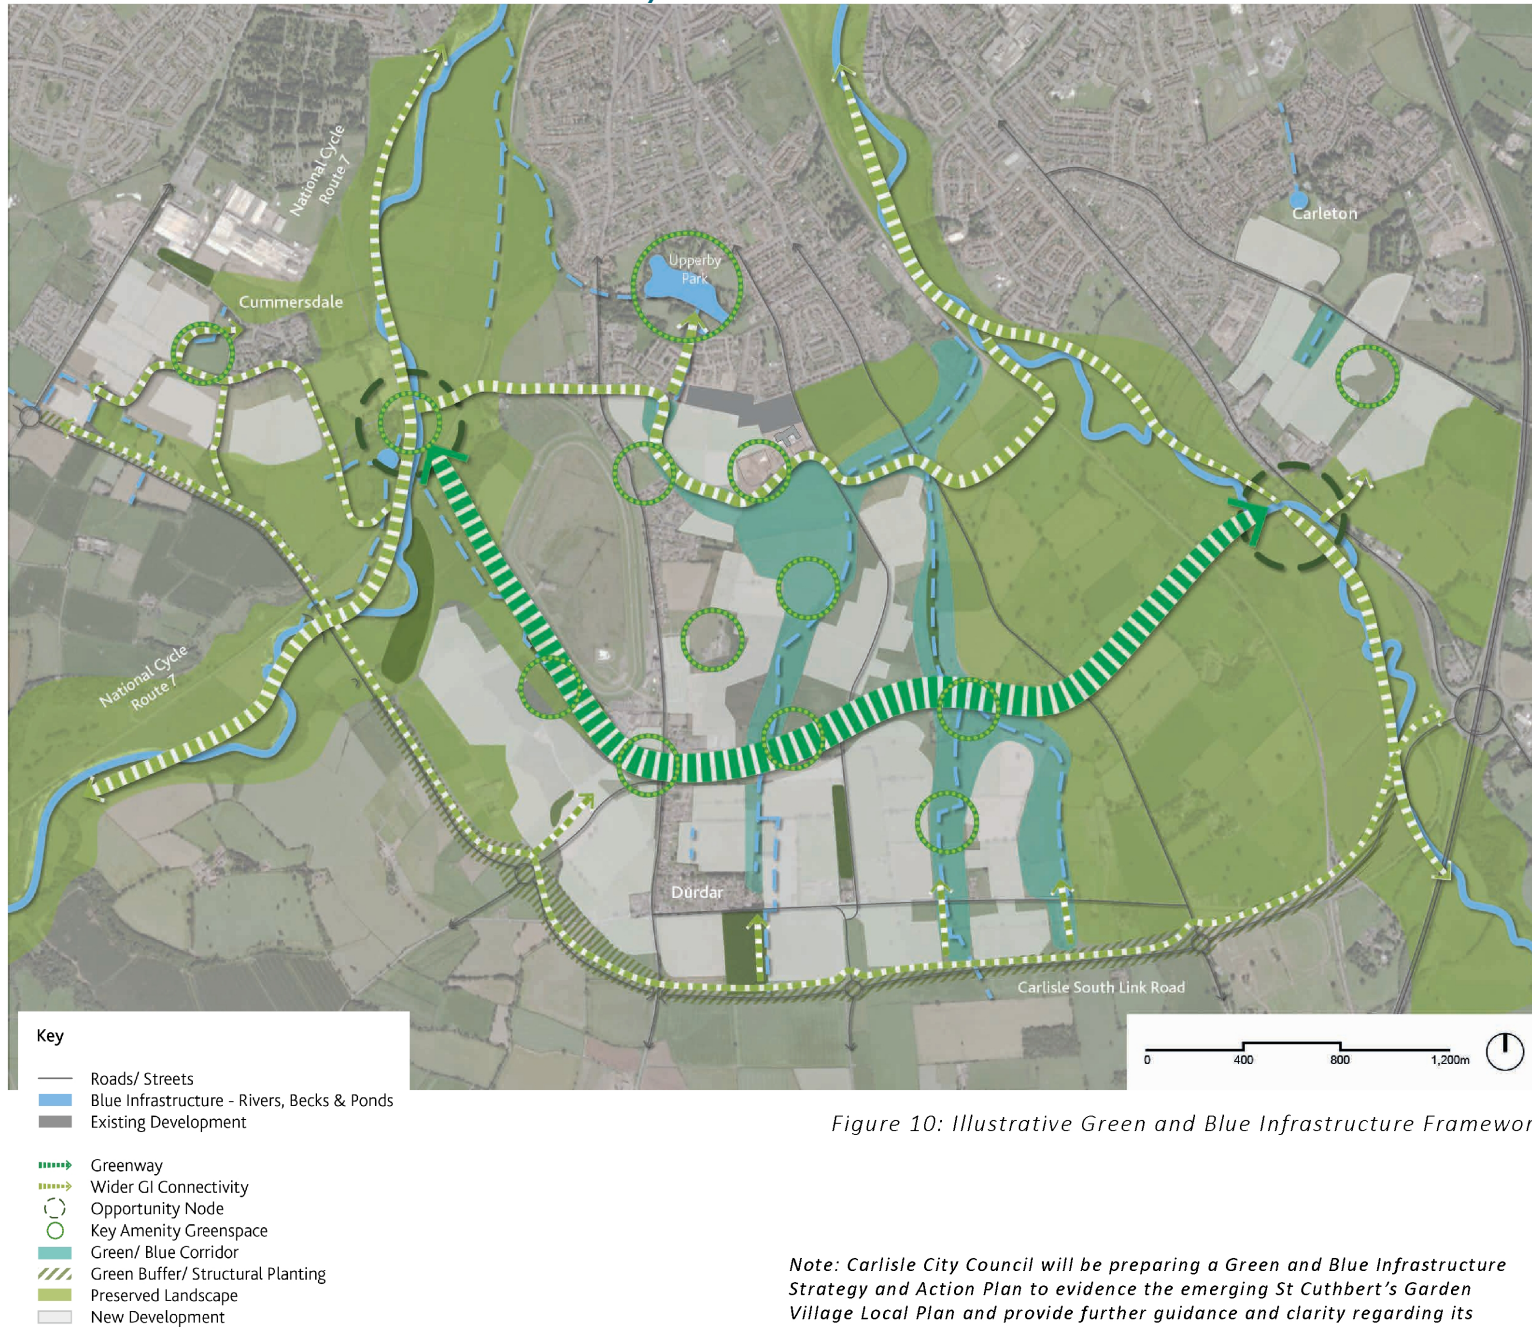 National Cycle
Route 7
Cummersdale
Upperby
Park
Carleton
National Cycle
Route 7
Durdar
Carlisle South Link Road
0 400 800 1,200m
Key
Roads/ Streets
Blue Infrastructure - Rivers, Becks & Ponds
Existing Development
Greenway
Wider GI Connectivity
Opportunity Node
Key Amenity Greenspace
Green/ Blue Corridor
Green Buffer/ Structural Planting
Preserved Landscape
New Development
Figure 10: Illustrative Green and Blue Infrastructure Framewor
Note: Carlisle City Council will be preparing a Green and Blue Infrastructure
Strategy and Action Plan to evidence the emerging St Cuthbert's Garden
Village Local Plan and provide further guidance and clarity regarding its